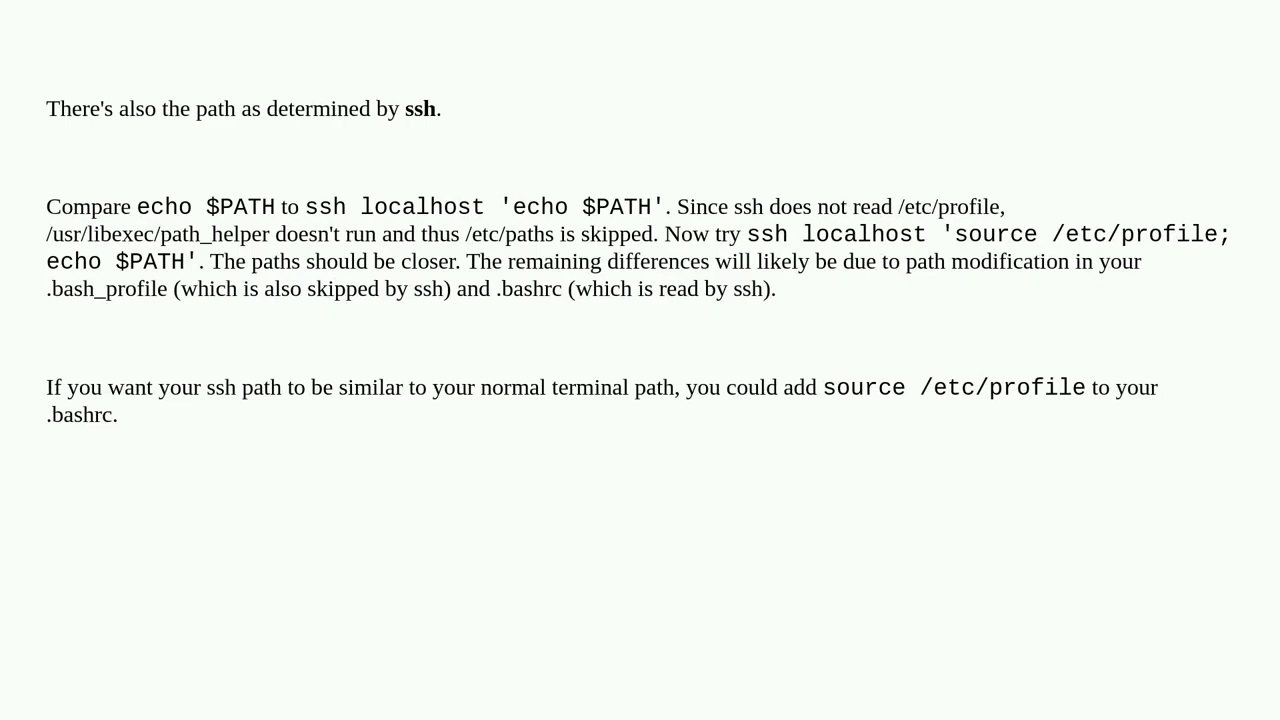 There's also the path as determined by ssh.
Compare echo $PATH to ssh localhost 'echo $PATH'. Since ssh does not read /etc/profile,
/usr/libexec/path_helper doesn't run and thus /etc/paths is skipped. Now try ssh localhost 'source /etc/profile;
echo $PATH'. The paths should be closer. The remaining differences will likely be due to path modification in your
.bash_profile (which is also skipped by ssh) and .bashrc (which is read by ssh).
If you want your ssh path to be similar to your normal terminal path, you could add source /etc/profile to your
.bashrc.